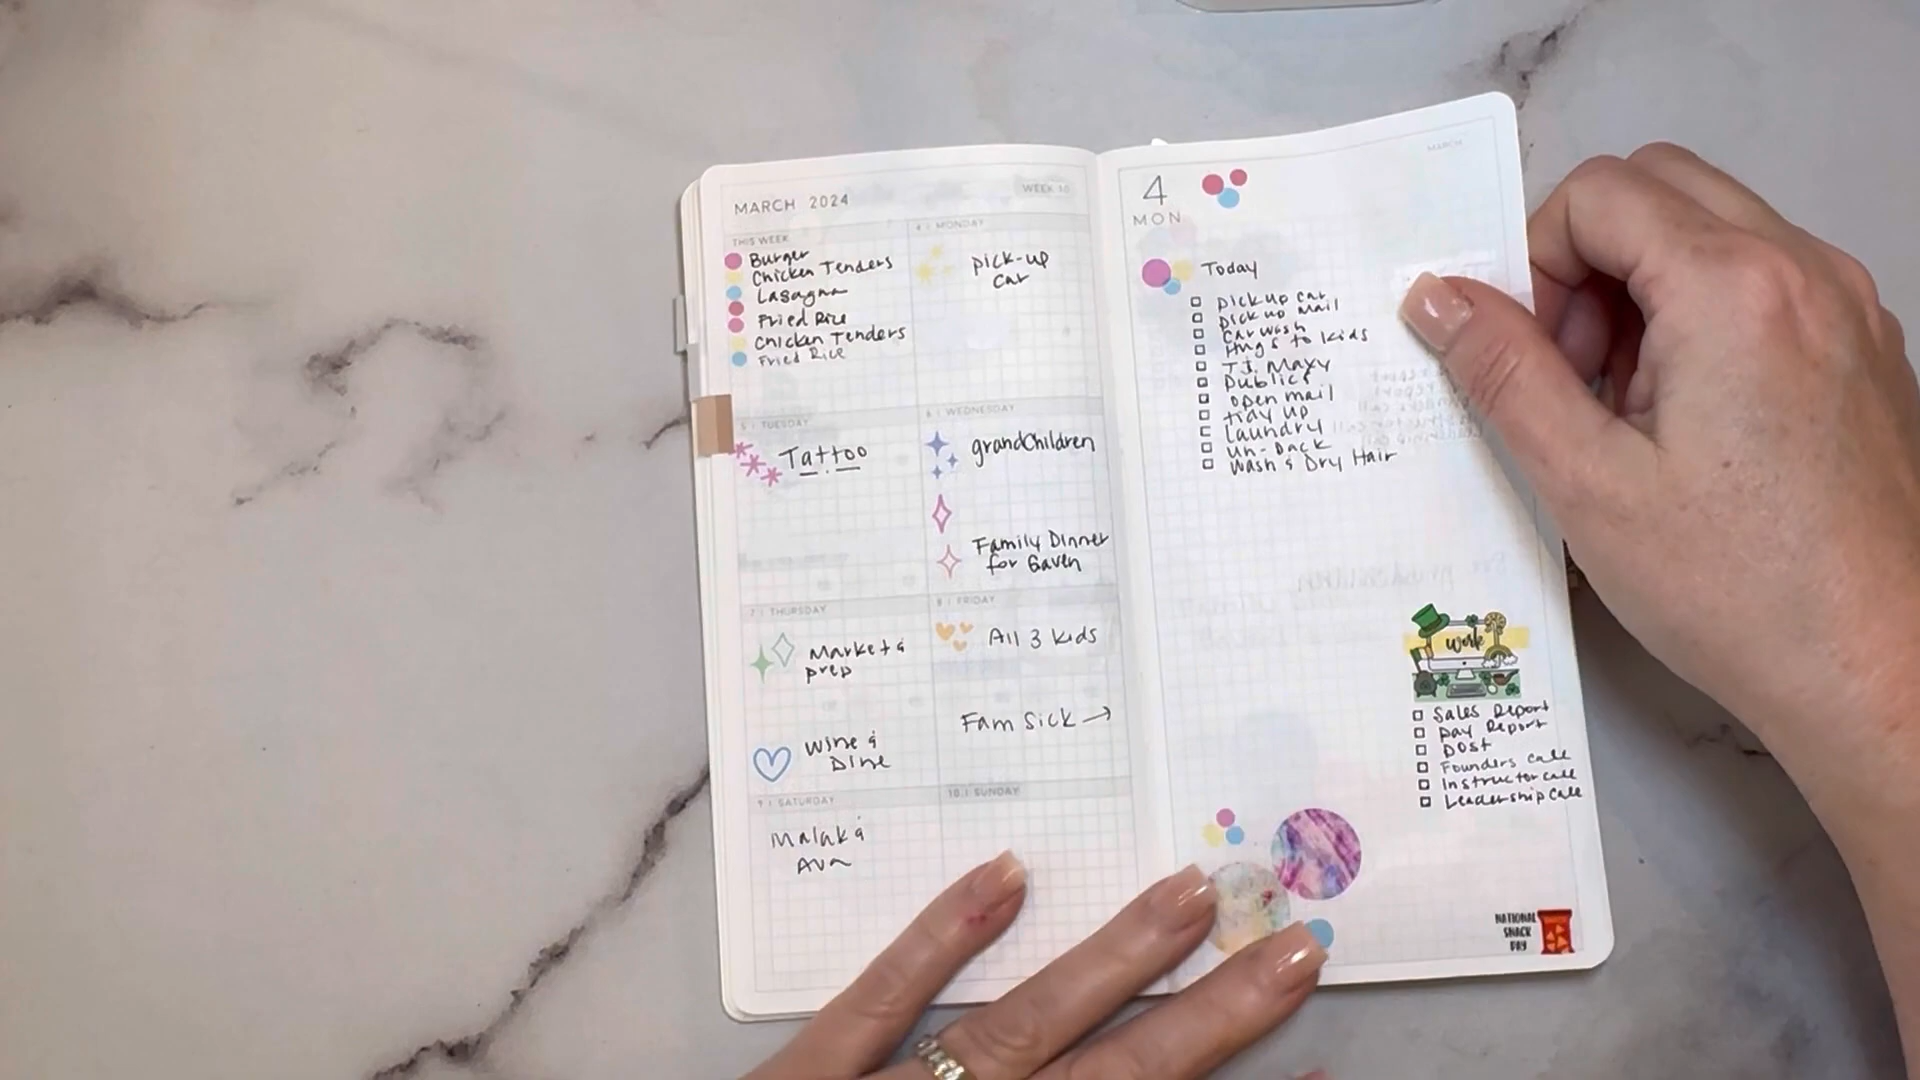 MARCH 2024
WEEK 10
THIS WEEK
Burger
Chicken Tenders
Lasagna
Fried Rice
Chicken Tenders
Fried Rice
4 | MONDAY
pick-up
car
5 | TUESDAY
Tattoo
6 | WEDNESDAY
grandChildren
Family Dinner
for Gaven
7 | THURSDAY
Market &
prep
Wine &
Dine
8 | FRIDAY
All 3 kids
Fam Sick →
9 | SATURDAY
Malak &
Ava
10 | SUNDAY
MARCH
4
MON
Today
pick up car
pick up mail
Car wash
Hugs to kids
T.J. Maxx
Publics
open mail
tidy up
laundry
un-pack
Wash & Dry Hair
work
Sales Report
pay Report
post
Founders call
Instructor call
Leadership call
NATIONAL
SNACK
DAY